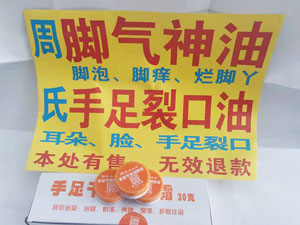 周脚气神油
脚泡、脚痒、烂脚丫
氏手足裂口油
耳朵、脸、手足裂口
本处有售 无效退款
手足干
霜 30克